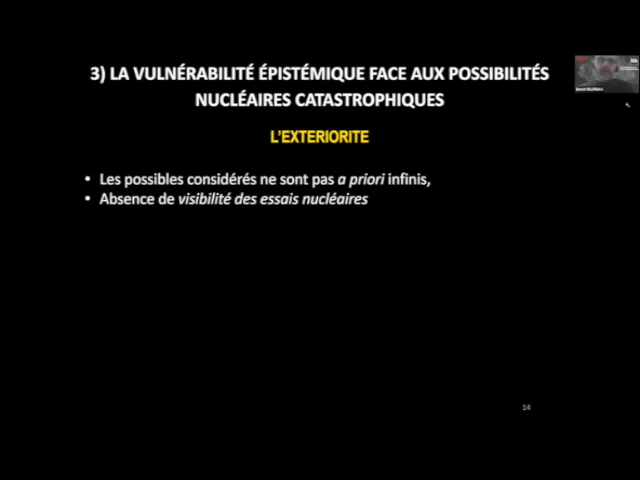 3) LA VULNÉRABILITÉ ÉPISTÉMIQUE FACE AUX POSSIBILITÉS
NUCLÉAIRES CATASTROPHIQUES
L'EXTERIORITE
• Les possibles considérés ne sont pas a priori infinis,
• Absence de visibilité des essais nucléaires
34